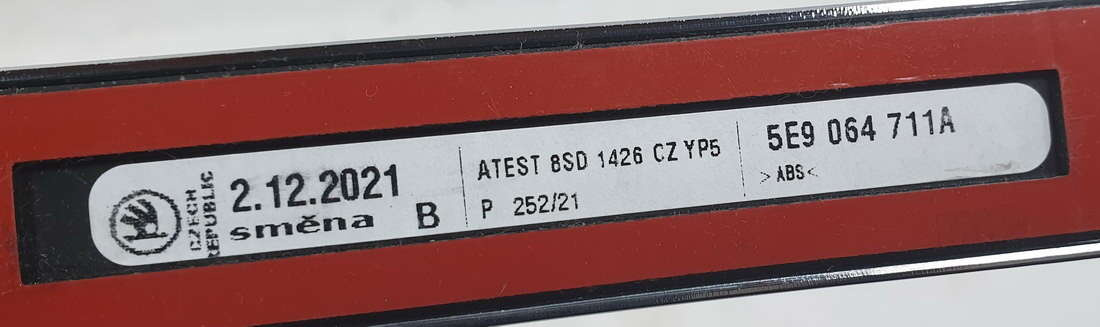 CZECH
REPUBLIC
2.12.2021
směna B
ATEST 8SD 1426 CZ YP5
P 252/21
5E9 064 711A
>ABS<